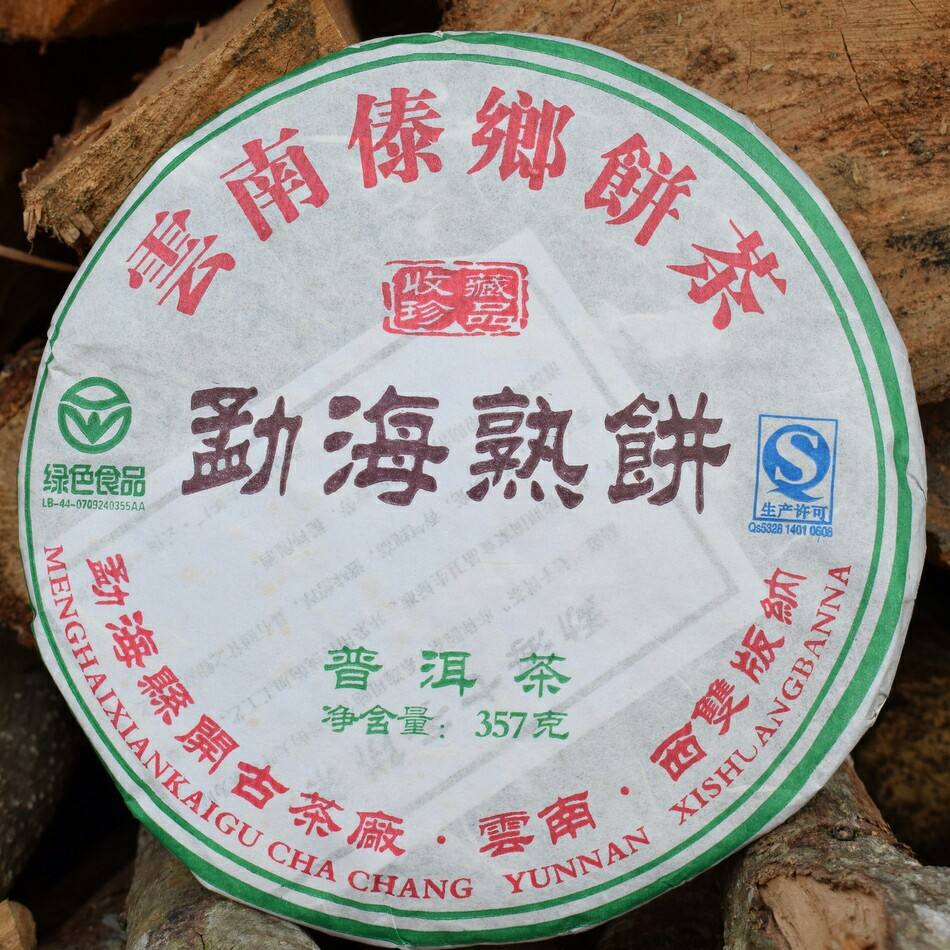 雲南傣鄉餅茶
收藏
珍品
勐海熟餅
绿色食品
LB-44-0709240355AA
生产许可
Qs5328 1401 0608
普洱茶
净含量：357克
勐海縣開古茶廠·雲南·西雙版納
MENGHAIXIANKAIGU CHA CHANG YUNNAN XISHUANGBANNA